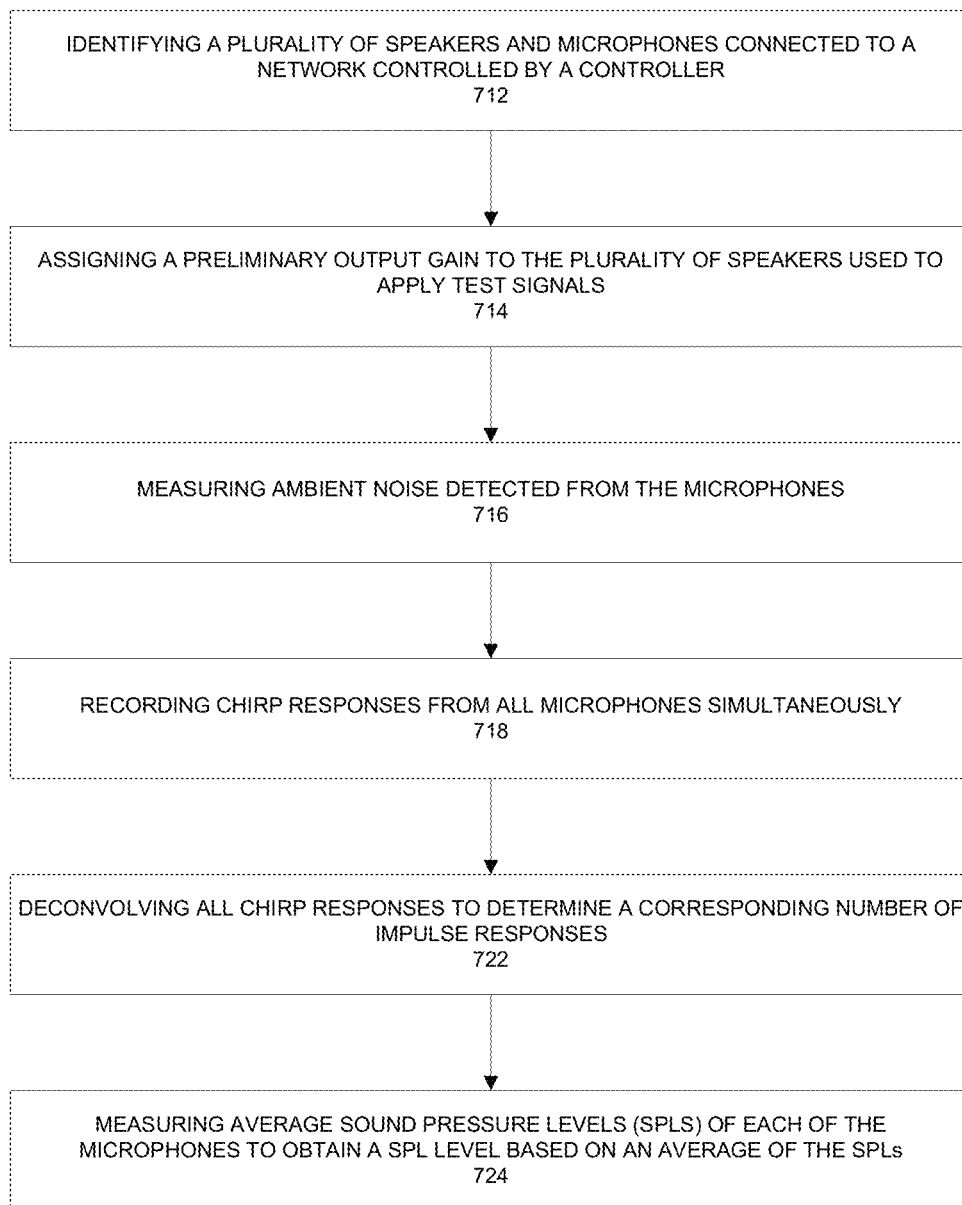 IDENTIFYING A PLURALITY OF SPEAKERS AND MICROPHONES CONNECTED TO A
NETWORK CONTROLLED BY A CONTROLLER
712
ASSIGNING A PRELIMINARY OUTPUT GAIN TO THE PLURALITY OF SPEAKERS USED TO
APPLY TEST SIGNALS
714
MEASURING AMBIENT NOISE DETECTED FROM THE MICROPHONES
716
RECORDING CHIRP RESPONSES FROM ALL MICROPHONES SIMULTANEOUSLY
718
DECONVOLVING ALL CHIRP RESPONSES TO DETERMINE A CORRESPONDING NUMBER OF
IMPULSE RESPONSES
722
MEASURING AVERAGE SOUND PRESSURE LEVELS (SPLS) OF EACH OF THE
MICROPHONES TO OBTAIN A SPL LEVEL BASED ON AN AVERAGE OF THE SPLs
724